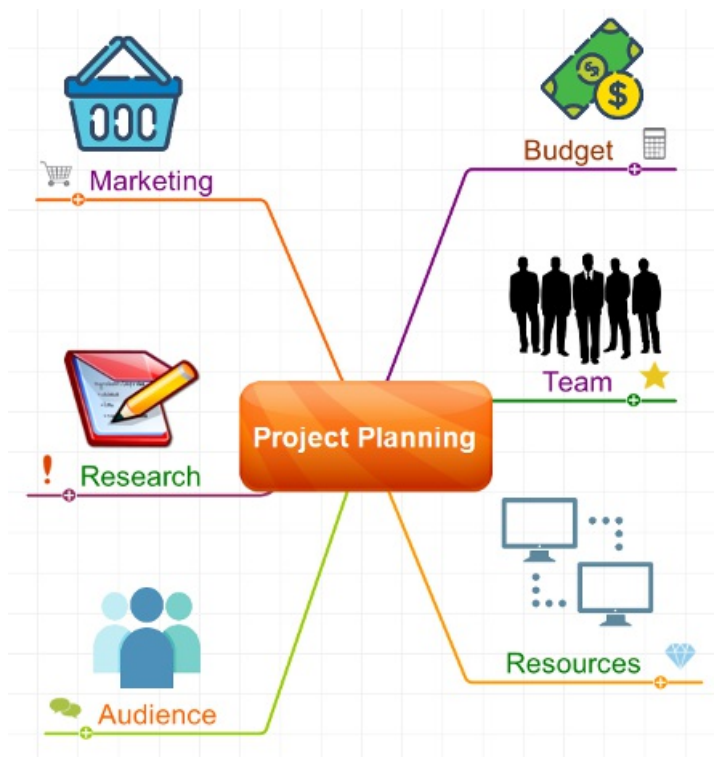 Marketing
Budget
Team
Project Planning
Research
Resources
Audience